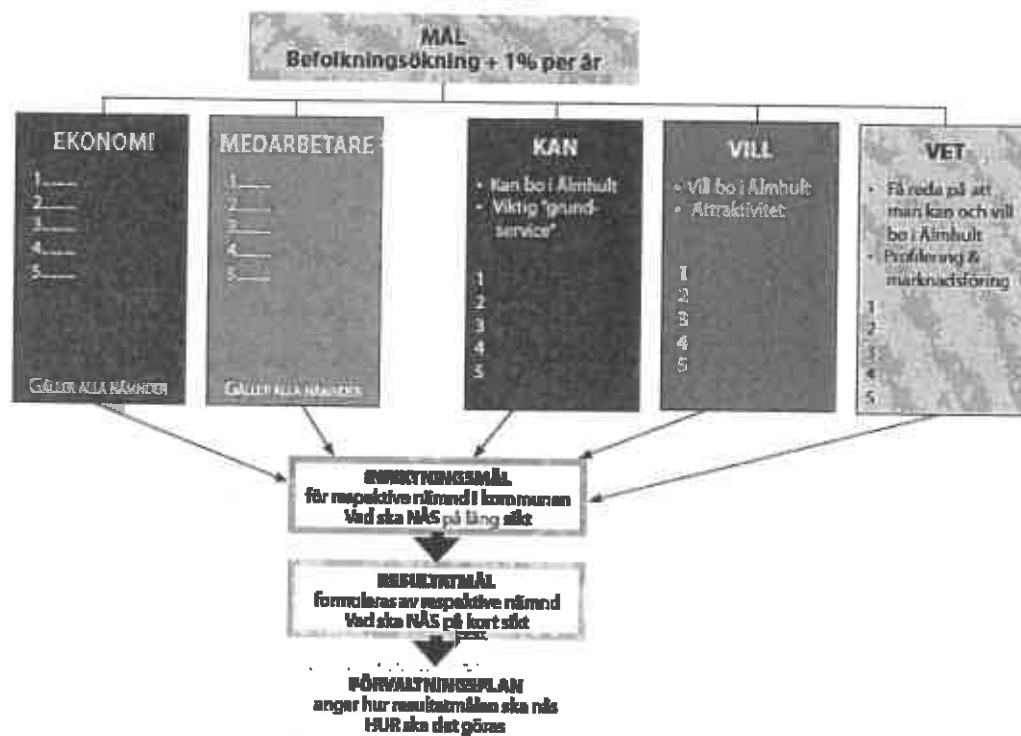 MÅL
Befolkningsökning + 1% per år
EKONOMI
1
2
3
4
5
GÄLLER ALLA NÄMNDER
MEDARBETARE
1
2
3
4
5
GÄLLER ALLA NÄMNDER
KAN
• Kan bo i Älmhult
• Viktig "grund-
service"
1
2
3
4
5
VILL
• Vill bo i Älmhult
• Attraktivitet
1
2
3
4
5
VET
• Få reda på att
man kan och vill
bo i Älmhult
• Profilering &
marknadsföring
1
2
3
4
5
INRIKTNINGSMÅL
för respektive nämnd i kommunen
Vad ska NÅS på lång sikt
RESULTATMÅL
formuleras av respektive nämnd
Vad ska NÅS på kort sikt
FÖRVALTNINGSPLAN
anger hur resultatmålen ska nås
HUR ska det göras